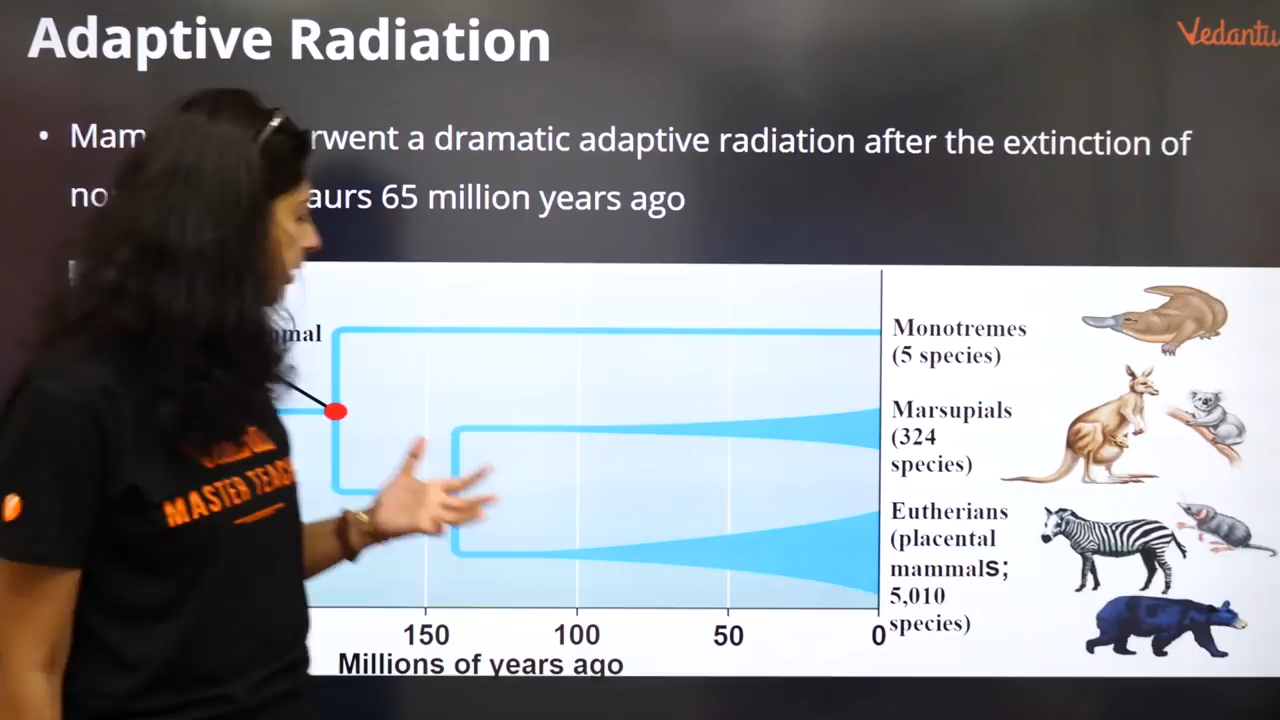 Adaptive Radiation
Vedantu
• Mam rwent a dramatic adaptive radiation after the extinction of
no aurs 65 million years ago
mal
Monotremes
(5 species)
Marsupials
(324
species)
Eutherians
(placental
mammals;
5,010
species)
150 100 50 0
Millions of years ago
MASTER TEAC